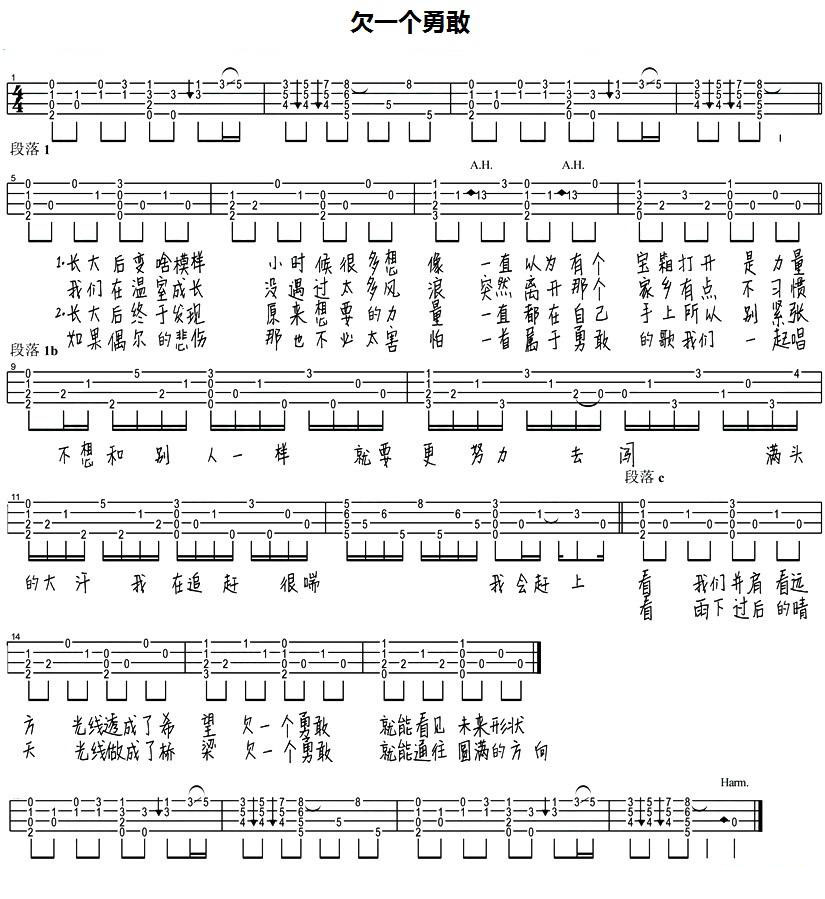 欠一个勇敢
段落 1
A.H. A.H.
1.长大后变啥模样 小时候很多想 像 一直以为有个 宝箱打开 是力量
我们在温室成长 没遇过太多风 浪 突然离开那个 家乡有点 不习惯
2.长大后终于发现 原来想要的力 量 一直都在自己 手上所以 别紧张
如果偶尔的悲伤 那也不必太害 怕 一首属于勇敢 的歌我们 一起唱
段落 1b
不想和别人一样 就要更努力去闯 满头
段落 c
的大汗 我在追赶很喘 我会赶上 看 我们并肩看远
看 雨下过后的晴
方 光线透成了希 望 欠一个勇敢 就能看见未来形状
天 光线做成了桥 梁 欠一个勇敢 就能通往圆满的方向
Harm.